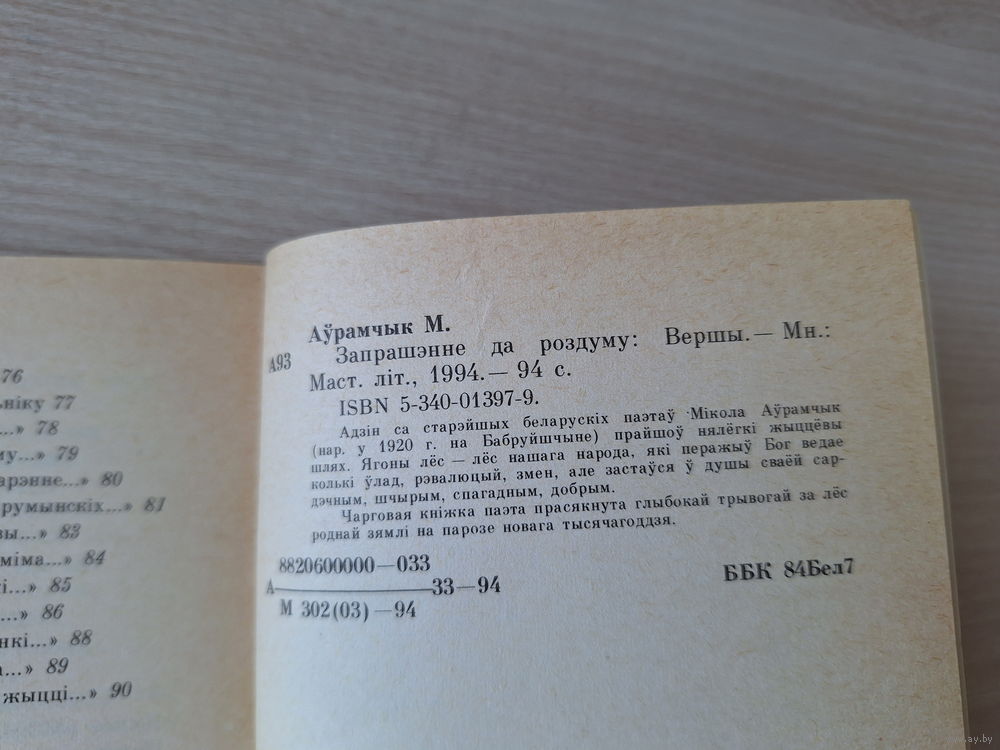 76
ьніку 77
...» 78
му...» 79
арэнне...» 80
румынскіх...» 81
вы...» 83
міма...» 84
і...» 85
...» 86
нкі...» 88
а...» 89
жыцці...» 90
Аўрамчык М.
А93 Запрашэнне да роздуму: Вершы.— Мн.:
Маст. літ., 1994.— 94 с.
ISBN 5-340-01397-9.
Адзін са старэйшых беларускіх паэтаў Мікола Аўрамчык
(нар. у 1920 г. на Бабруйшчыне) прайшоў нялёгкі жыццёвы
шлях. Ягоны лёс — лёс нашага народа, які перажыў Бог ведае
колькі ўлад, рэвалюцый, змен, але застаўся ў душы сваёй сар-
дэчным, шчырым, спагадным, добрым.
Чарговая кніжка паэта прасякнута глыбокай трывогай за лёс
роднай зямлі на парозе новага тысячагоддзя.
8820600000—033
А 33—94
М 302(03)—94
ББК 84Бел7
www.ay.by